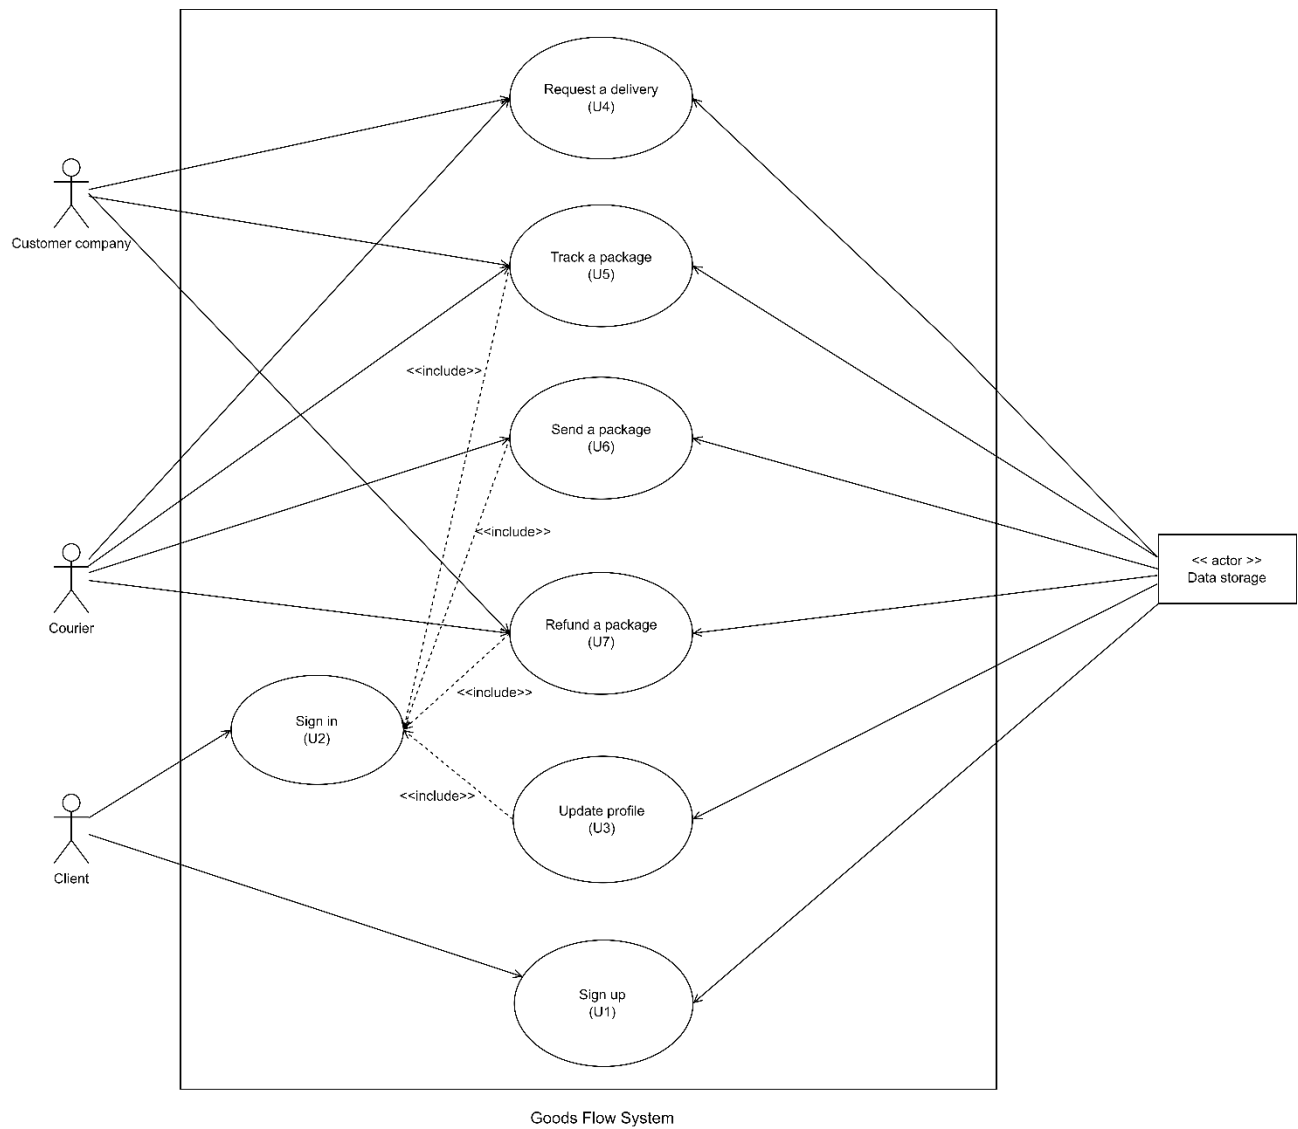 Request a delivery
(U4)
Customer company
Track a package
(U5)
<<include>>
Send a package
(U6)
<<include>>
<< actor >>
Data storage
Courier
Refund a package
(U7)
<<include>>
Sign in
(U2)
<<include>>
Update profile
(U3)
Client
Sign up
(U1)
Goods Flow System